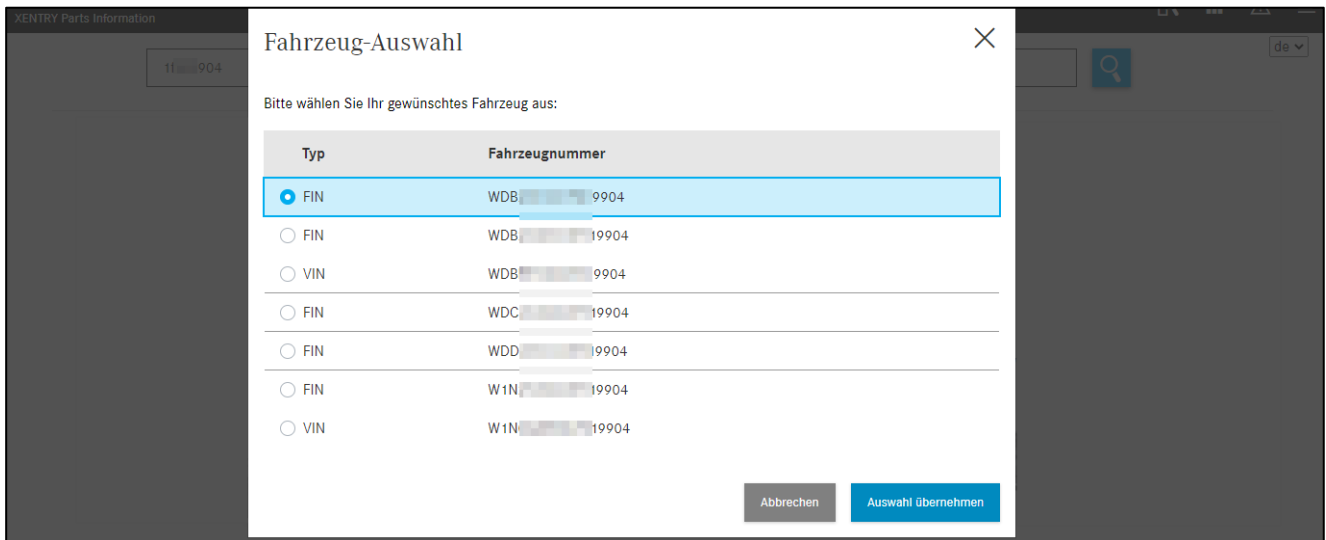 XENTRY Parts Information
Fahrzeug-Auswahl
de
904
Bitte wählen Sie Ihr gewünschtes Fahrzeug aus:
Typ Fahrzeugnummer
FIN WDB 9904
FIN WDB 19904
VIN WDB 9904
FIN WDC 19904
FIN WDD 19904
FIN W1N 19904
VIN W1N 19904
Abbrechen Auswahl übernehmen